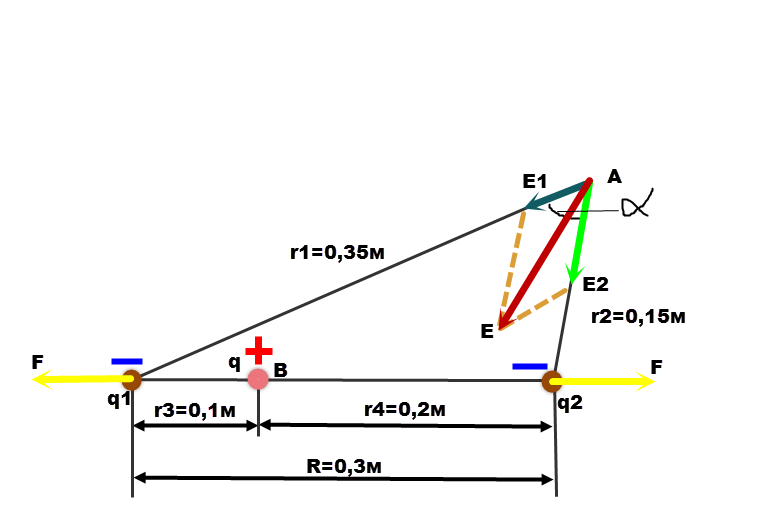 E1
A
α
r1=0,35м
E2
r2=0,15м
E
F
q
+
B
F
q1
q2
r3=0,1м
r4=0,2м
R=0,3м